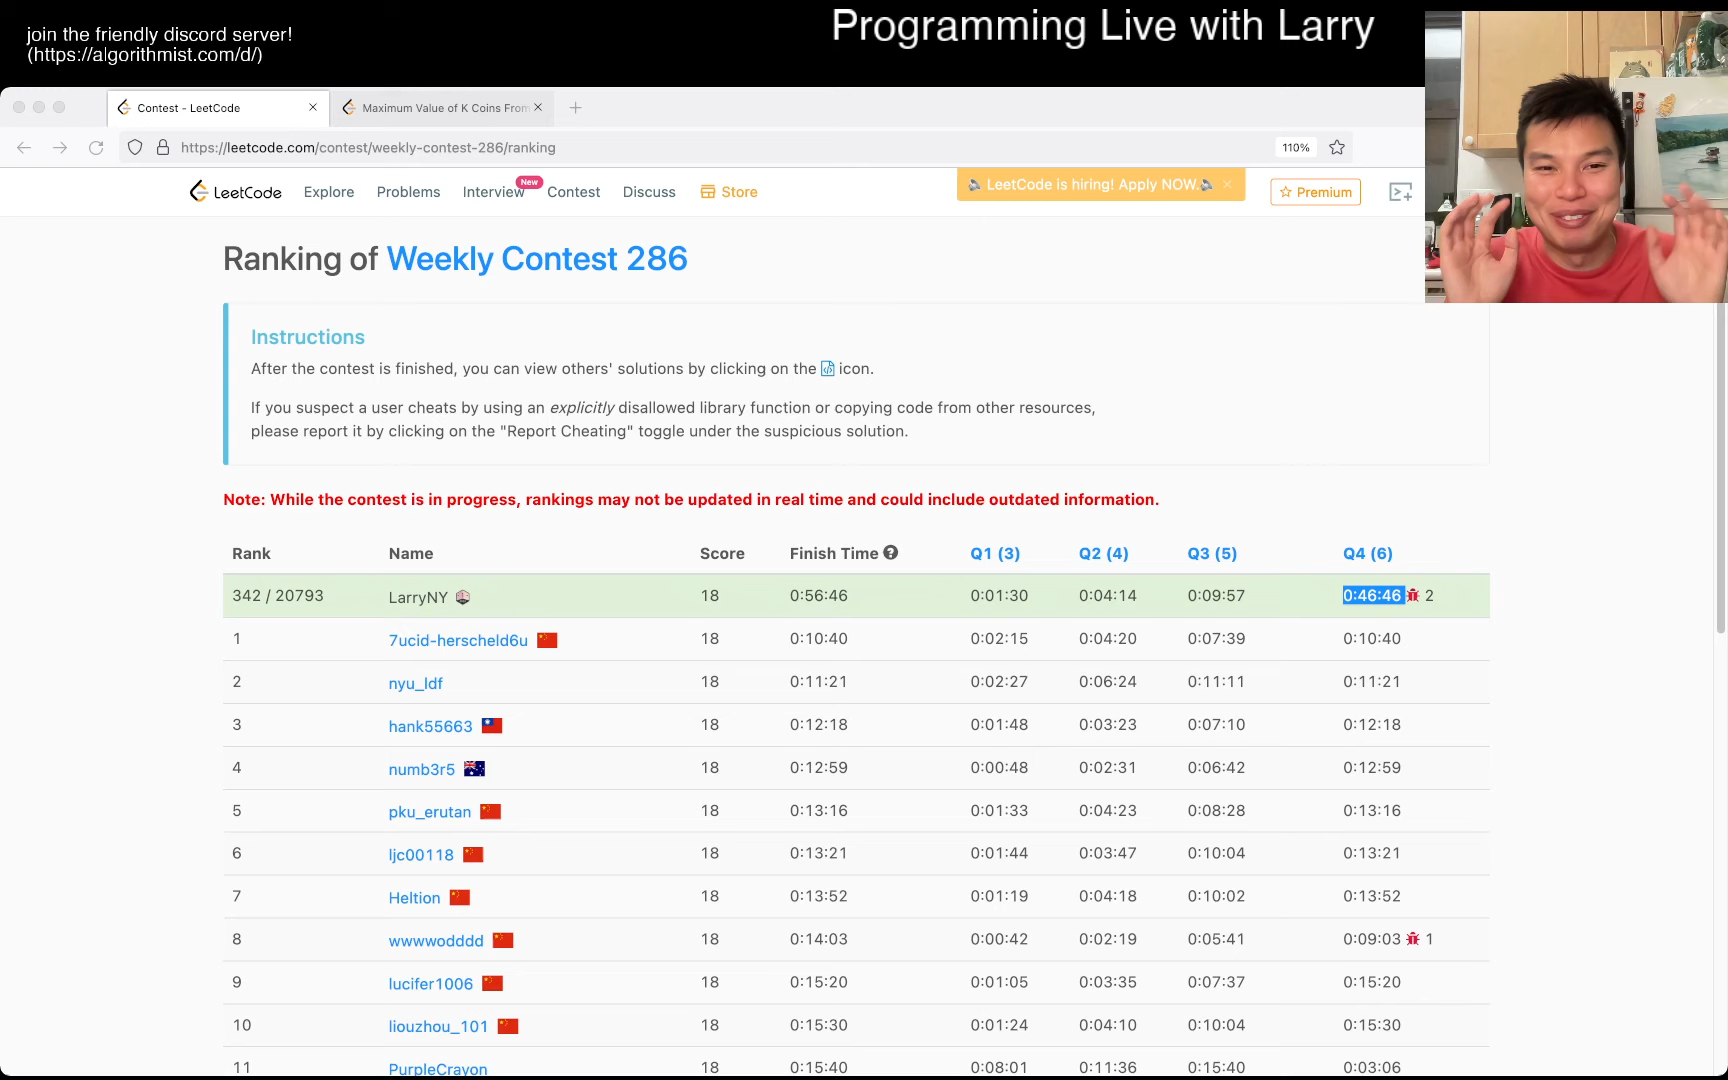 join the friendly discord server!
(https://algorithmist.com/d/)
Programming Live with Larry
Contest - LeetCode
Maximum Value of K Coins From
https://leetcode.com/contest/weekly-contest-286/ranking
110%
LeetCode
Explore
Problems
Interview
New
Contest
Discuss
Store
LeetCode is hiring! Apply NOW
Premium
Ranking of Weekly Contest 286
Instructions
After the contest is finished, you can view others' solutions by clicking on the icon.
If you suspect a user cheats by using an explicitly disallowed library function or copying code from other resources,
please report it by clicking on the "Report Cheating" toggle under the suspicious solution.
Note: While the contest is in progress, rankings may not be updated in real time and could include outdated information.
Rank Name Score Finish Time Q1 (3) Q2 (4) Q3 (5) Q4 (6)
342 / 20793 LarryNY 18 0:56:46 0:01:30 0:04:14 0:09:57 0:46:46 2
1 7ucid-herscheld6u 18 0:10:40 0:02:15 0:04:20 0:07:39 0:10:40
2 nyu_ldf 18 0:11:21 0:02:27 0:06:24 0:11:11 0:11:21
3 hank55663 18 0:12:18 0:01:48 0:03:23 0:07:10 0:12:18
4 numb3r5 18 0:12:59 0:00:48 0:02:31 0:06:42 0:12:59
5 pku_erutan 18 0:13:16 0:01:33 0:04:23 0:08:28 0:13:16
6 ljc00118 18 0:13:21 0:01:44 0:03:47 0:10:04 0:13:21
7 Heltion 18 0:13:52 0:01:19 0:04:18 0:10:02 0:13:52
8 wwwwodddd 18 0:14:03 0:00:42 0:02:19 0:05:41 0:09:03 1
9 lucifer1006 18 0:15:20 0:01:05 0:03:35 0:07:37 0:15:20
10 liouzhou_101 18 0:15:30 0:01:24 0:04:10 0:10:04 0:15:30
11 PurpleCrayon 18 0:15:40 0:08:01 0:11:36 0:15:40 0:03:06